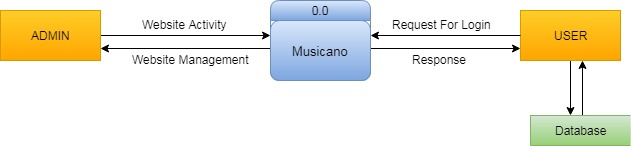 0.0
Website Activity
Request For Login
ADMIN
Musicano
USER
Website Management
Response
Database